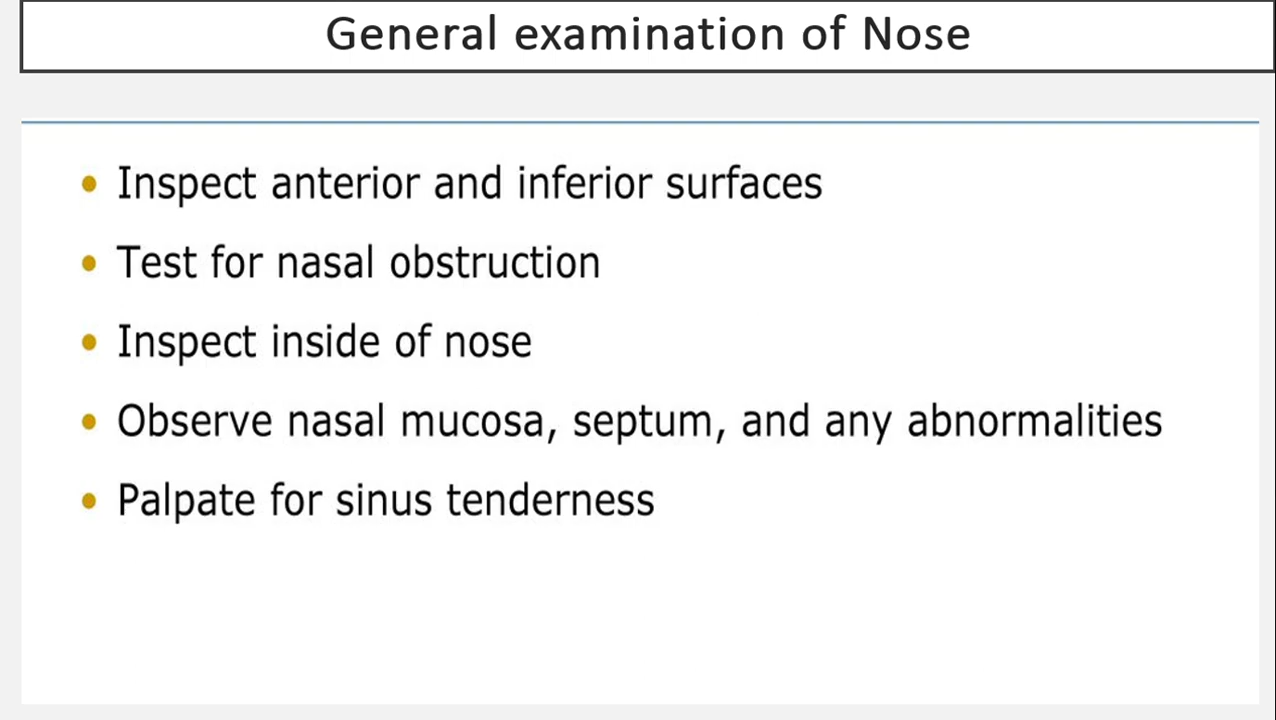 General examination of Nose
• Inspect anterior and inferior surfaces
• Test for nasal obstruction
• Inspect inside of nose
• Observe nasal mucosa, septum, and any abnormalities
• Palpate for sinus tenderness